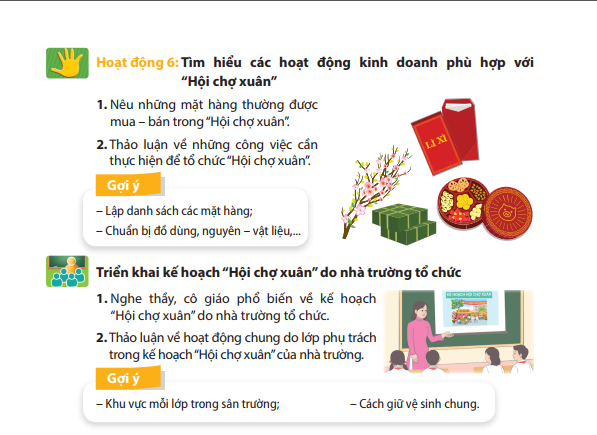 Hoạt động 6: Tìm hiểu các hoạt động kinh doanh phù hợp với
“Hội chợ xuân”
1. Nêu những mặt hàng thường được
mua – bán trong “Hội chợ xuân”.
2. Thảo luận về những công việc cần
thực hiện để tổ chức “Hội chợ xuân”.
Gợi ý
– Lập danh sách các mặt hàng;
– Chuẩn bị đồ dùng, nguyên – vật liệu,...
LÌ XÌ
Triển khai kế hoạch “Hội chợ xuân” do nhà trường tổ chức
1. Nghe thầy, cô giáo phổ biến về kế hoạch
“Hội chợ xuân” do nhà trường tổ chức.
2. Thảo luận về hoạt động chung do lớp phụ trách
trong kế hoạch “Hội chợ xuân” của nhà trường.
KẾ HOẠCH HỘI CHỢ XUÂN
Gợi ý
– Khu vực mỗi lớp trong sân trường;
– Cách giữ vệ sinh chung.